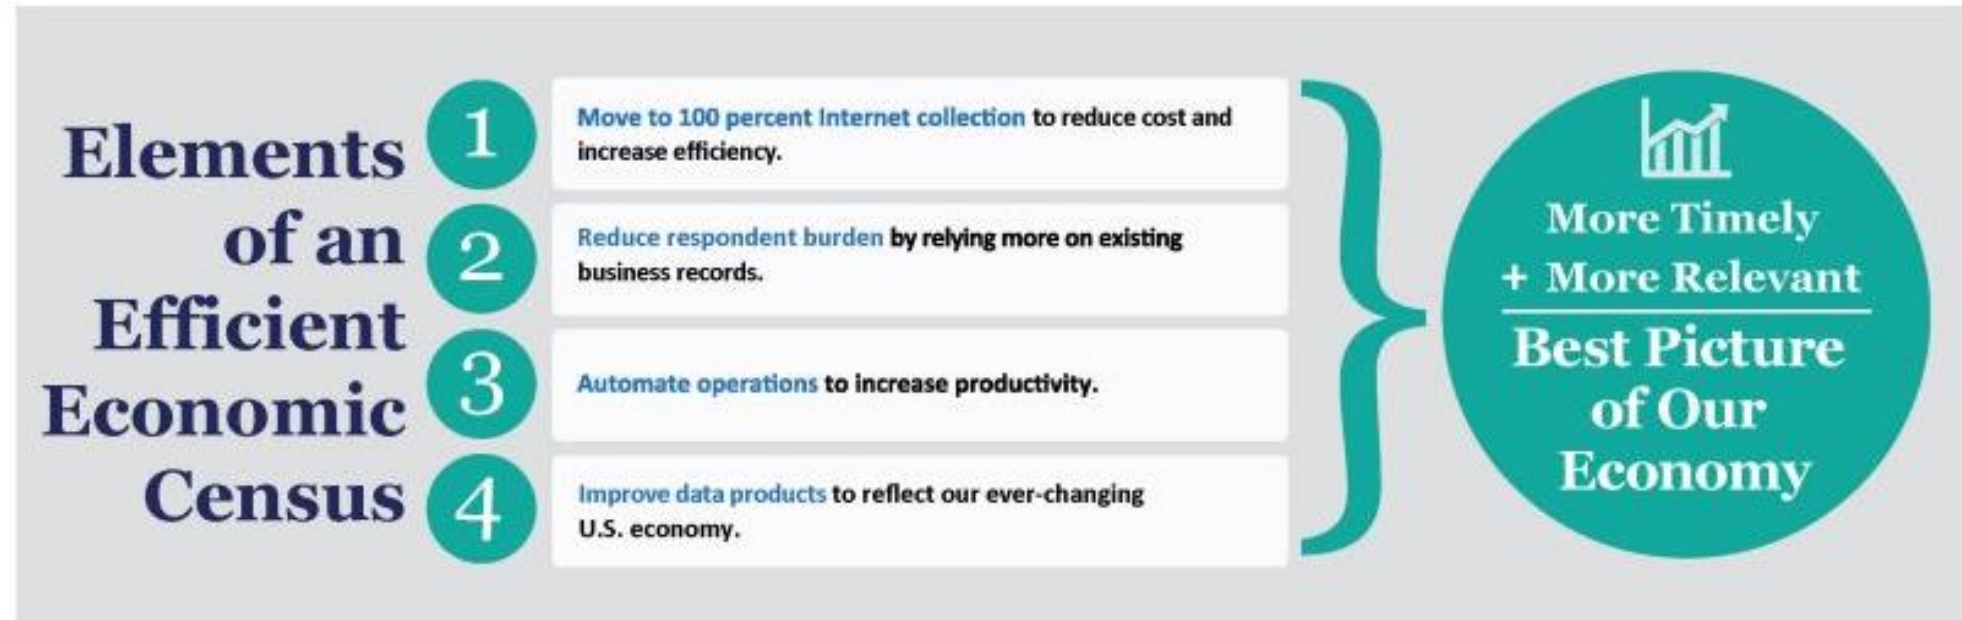 Elements
of an
Efficient
Economic
Census
1
Move to 100 percent Internet collection to reduce cost and
increase efficiency.
2
Reduce respondent burden by relying more on existing
business records.
3
Automate operations to increase productivity.
4
Improve data products to reflect our ever-changing
U.S. economy.
More Timely
+ More Relevant
Best Picture
of Our
Economy